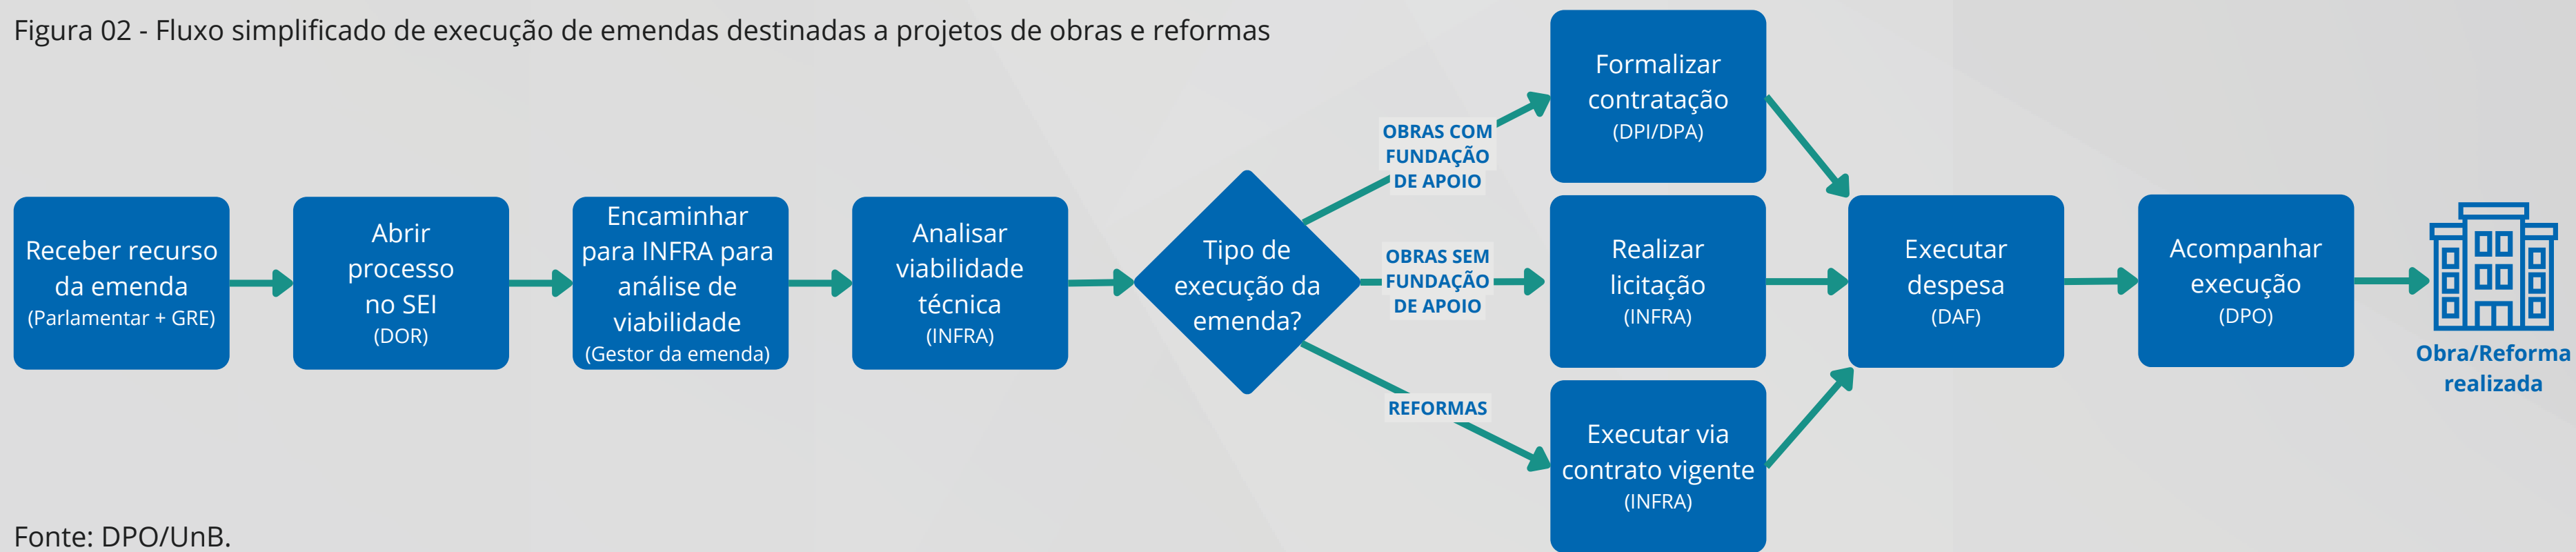 Figura 02 - Fluxo simplificado de execução de emendas destinadas a projetos de obras e reformas
Receber recurso
da emenda
(Parlamentar + GRE)
Abrir
processo
no SEI
(DOR)
Encaminhar
para INFRA para
análise de
viabilidade
(Gestor da emenda)
Analisar
viabilidade
técnica
(INFRA)
Tipo de
execução da
emenda?
OBRAS COM
FUNDAÇÃO
DE APOIO
Formalizar
contratação
(DPI/DPA)
OBRAS SEM
FUNDAÇÃO
DE APOIO
Realizar
licitação
(INFRA)
REFORMAS
Executar via
contrato vigente
(INFRA)
Executar
despesa
(DAF)
Acompanhar
execução
(DPO)
Obra/Reforma
realizada
Fonte: DPO/UnB.